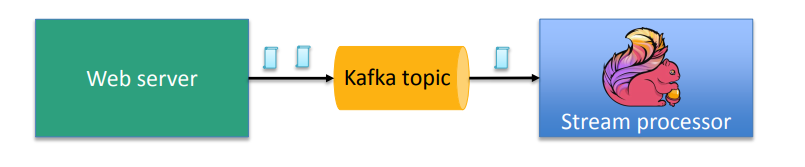 Web server
Kafka topic
Stream processor